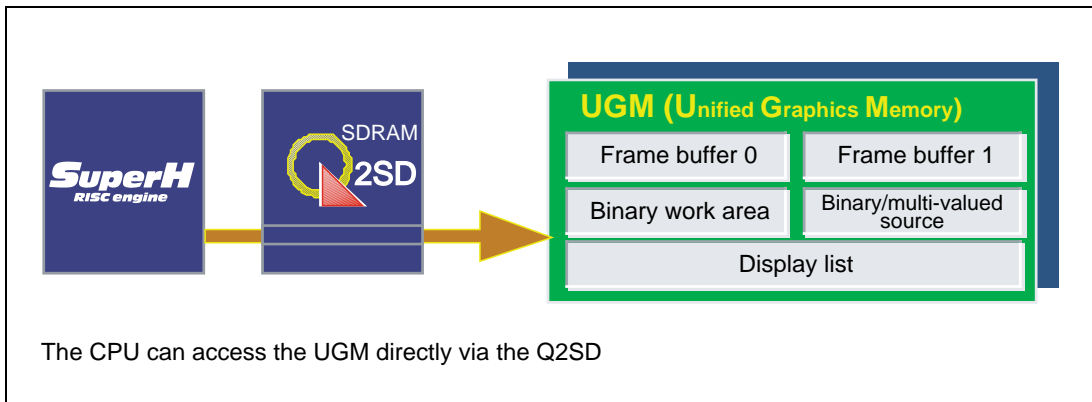 SuperH
RISC engine
SDRAM
Q2SD
UGM (Unified Graphics Memory)
Frame buffer 0
Frame buffer 1
Binary work area
Binary/multi-valued
source
Display list
The CPU can access the UGM directly via the Q2SD